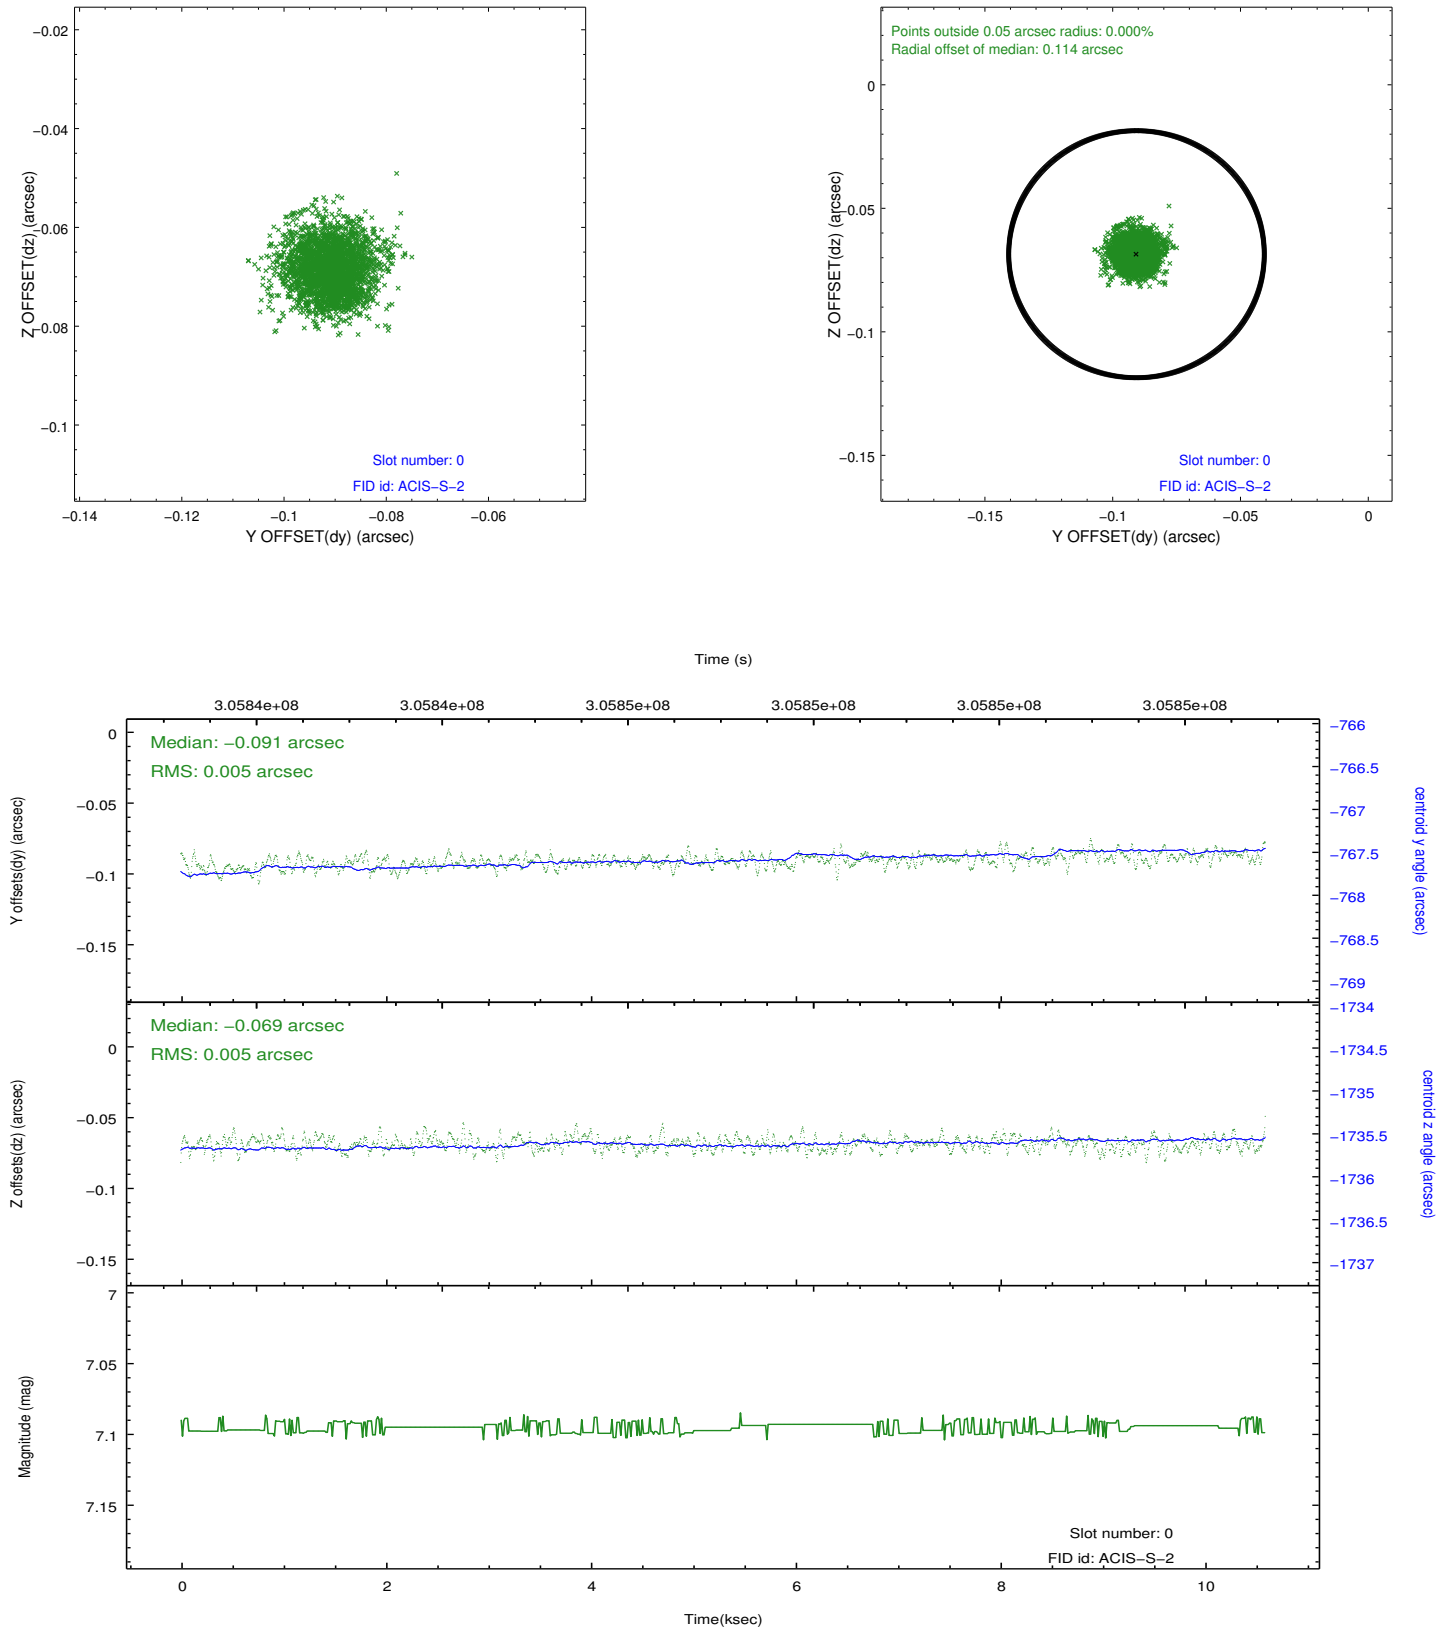 −0.02
−0.04
−0.06
−0.08
−0.1
Z OFFSET(dz) (arcsec)
Slot number: 0
FID id: ACIS−S−2
−0.14 −0.12 −0.1 −0.08 −0.06
Y OFFSET(dy) (arcsec)
Points outside 0.05 arcsec radius: 0.000%
Radial offset of median: 0.114 arcsec
0
−0.05
−0.1
−0.15
Z OFFSET(dz) (arcsec)
Slot number: 0
FID id: ACIS−S−2
−0.15 −0.1 −0.05 0
Y OFFSET(dy) (arcsec)
Time (s)
3.0584e+08 3.0584e+08 3.0585e+08 3.0585e+08 3.0585e+08 3.0585e+08
Median: −0.091 arcsec
RMS: 0.005 arcsec
0
−0.05
−0.1
−0.15
Y offsets(dy) (arcsec)
−766
−766.5
−767
−767.5
−768
−768.5
−769
centroid y angle (arcsec)
Median: −0.069 arcsec
RMS: 0.005 arcsec
0
−0.05
−0.1
−0.15
Z offsets(dz) (arcsec)
−1734
−1734.5
−1735
−1735.5
−1736
−1736.5
−1737
centroid z angle (arcsec)
7
7.05
7.1
7.15
Magnitude (mag)
Slot number: 0
FID id: ACIS−S−2
0 2 4 6 8 10
Time(ksec)